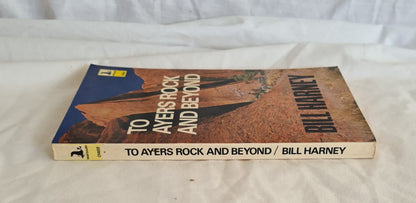 TO
AYERS ROCK
AND BEYOND
BILL HARNEY
TO AYERS ROCK AND BEYOND / BILL HARNEY